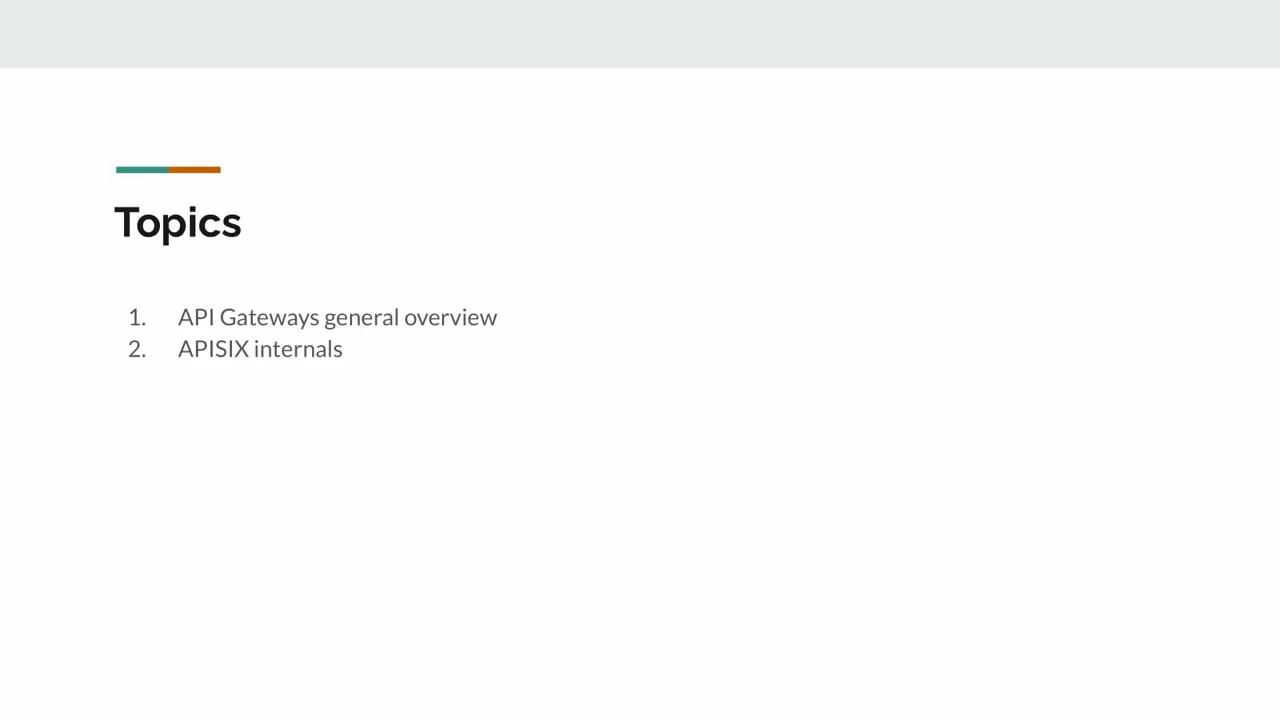 Topics
1. API Gateways general overview
2. APISIX internals